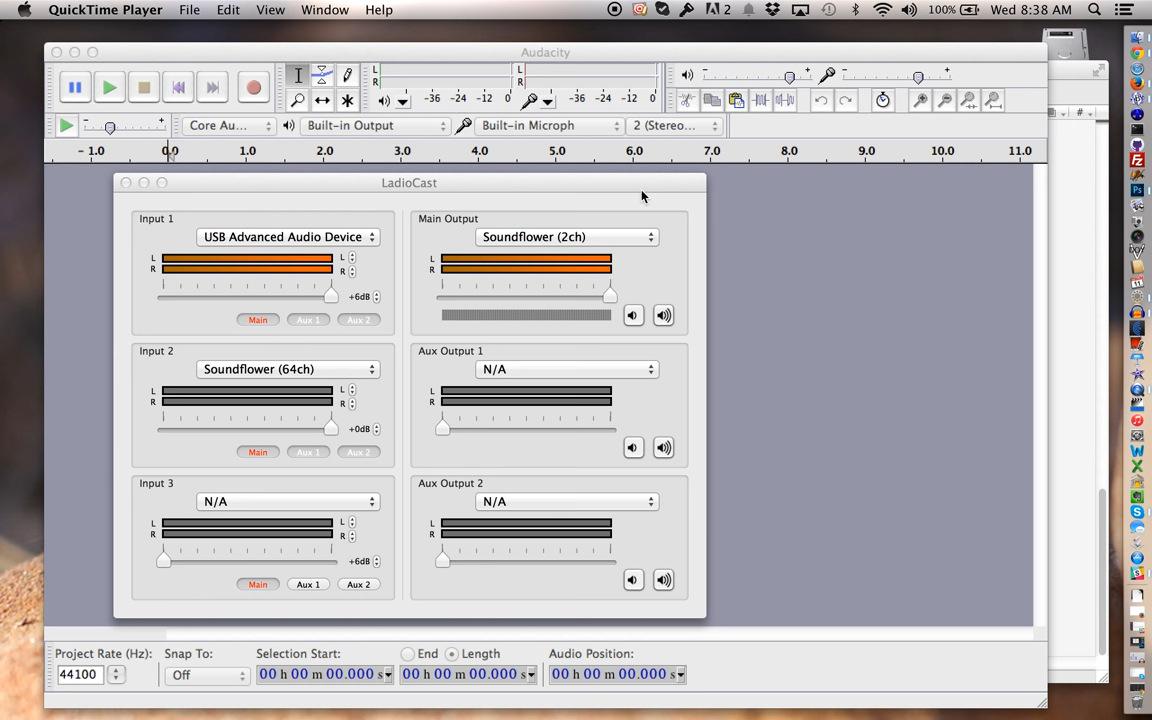 QuickTime Player File Edit View Window Help 2 100% Wed 8:38 AM
Audacity
L
R
-36 -24 -12 0
L
R
-36 -24 -12 0
Core Au... Built-in Output Built-in Microph 2 (Stereo...
- 1.0 0.0 1.0 2.0 3.0 4.0 5.0 6.0 7.0 8.0 9.0 10.0 11.0
LadioCast
Input 1
USB Advanced Audio Device
L L
R R
+6dB
Main Aux 1 Aux 2
Main Output
Soundflower (2ch)
L
R
Input 2
Soundflower (64ch)
L L
R R
+0dB
Main Aux 1 Aux 2
Aux Output 1
N/A
L
R
Input 3
N/A
L L
R R
+6dB
Main Aux 1 Aux 2
Aux Output 2
N/A
L
R
Project Rate (Hz): Snap To: Selection Start: End Length Audio Position:
44100 Off 00 h 00 m 00.000 s 00 h 00 m 00.000 s 00 h 00 m 00.000 s